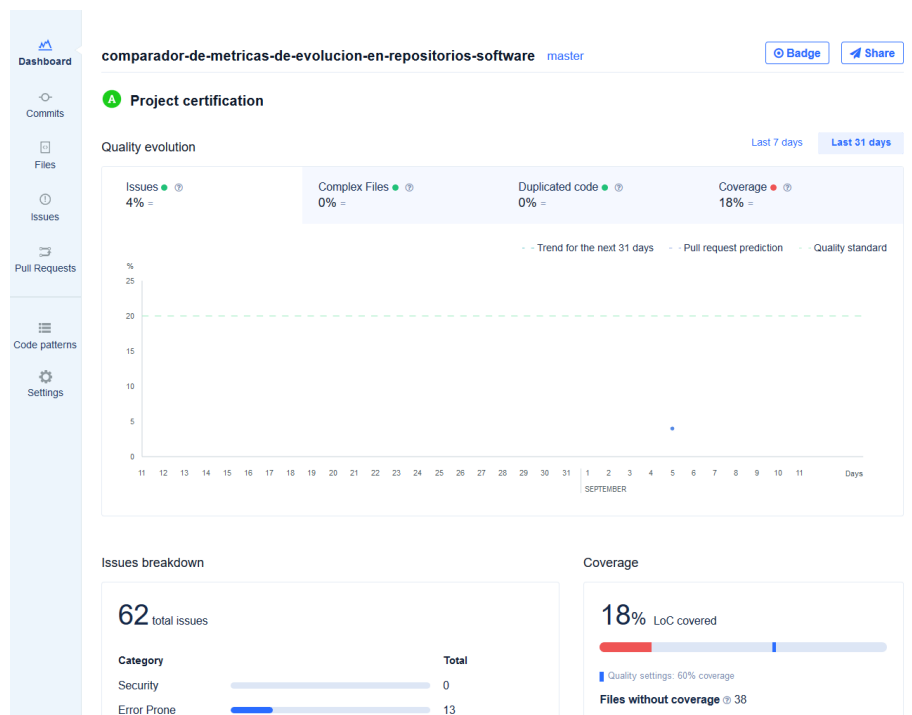 Dashboard
Commits
Files
Issues
Pull Requests
Code patterns
Settings
comparador-de-metricas-de-evolucion-en-repositorios-software master
Badge
Share
A Project certification
Quality evolution
Last 7 days
Last 31 days
Issues
4% =
Complex Files
0% =
Duplicated code
0% =
Coverage
18% =
Trend for the next 31 days
Pull request prediction
Quality standard
%
25
20
15
10
5
0
11 12 13 14 15 16 17 18 19 20 21 22 23 24 25 26 27 28 29 30 31 1 2 3 4 5 6 7 8 9 10 11 Days
SEPTEMBER
Issues breakdown
62 total issues
Category Total
Security 0
Error Prone 13
Coverage
18% LoC covered
Quality settings: 60% coverage
Files without coverage 38